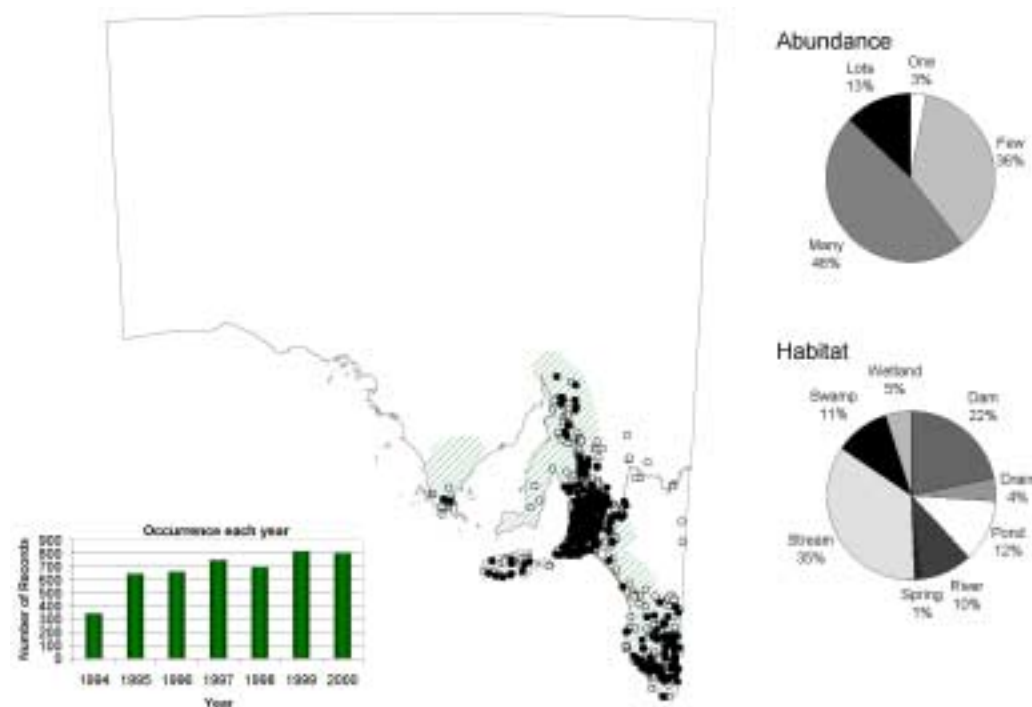 Abundance
One
3%
Lots
13%
Few
36%
Many
48%
Habitat
Wetland
5%
Swamp
11%
Dam
22%
Drain
4%
Pond
12%
Stream
35%
River
10%
Spring
1%
Occurrence each year
Number of Records
900
800
700
600
500
400
300
200
100
0
1994 1995 1996 1997 1998 1999 2000
Year